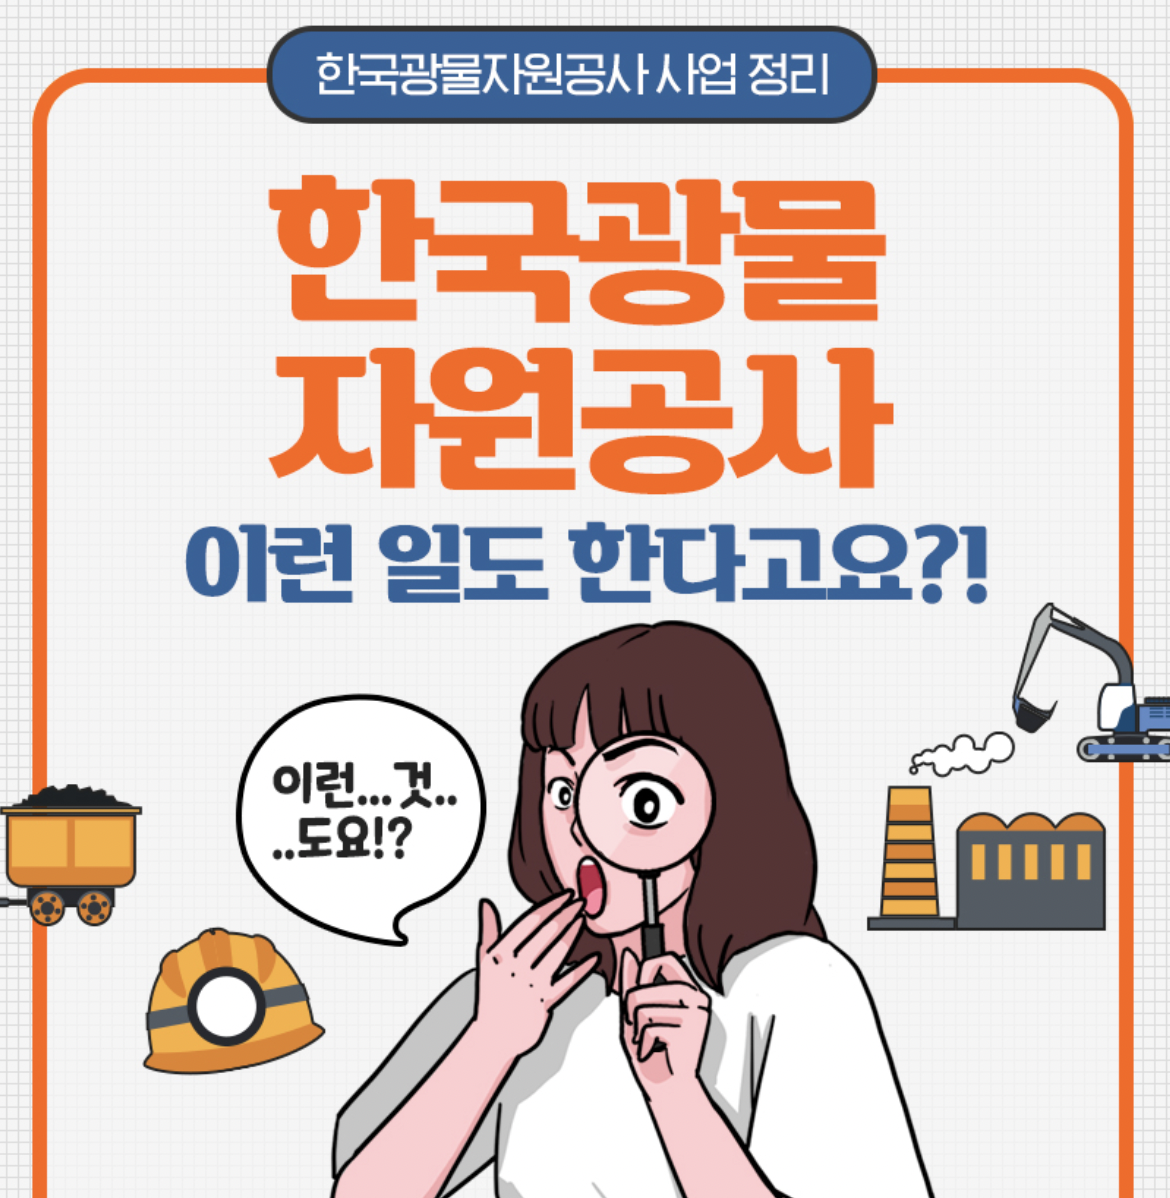 한국광물자원공사 사업 정리
한국광물
자원공사
이런 일도 한다고요?!
이런...것..
..도요!?